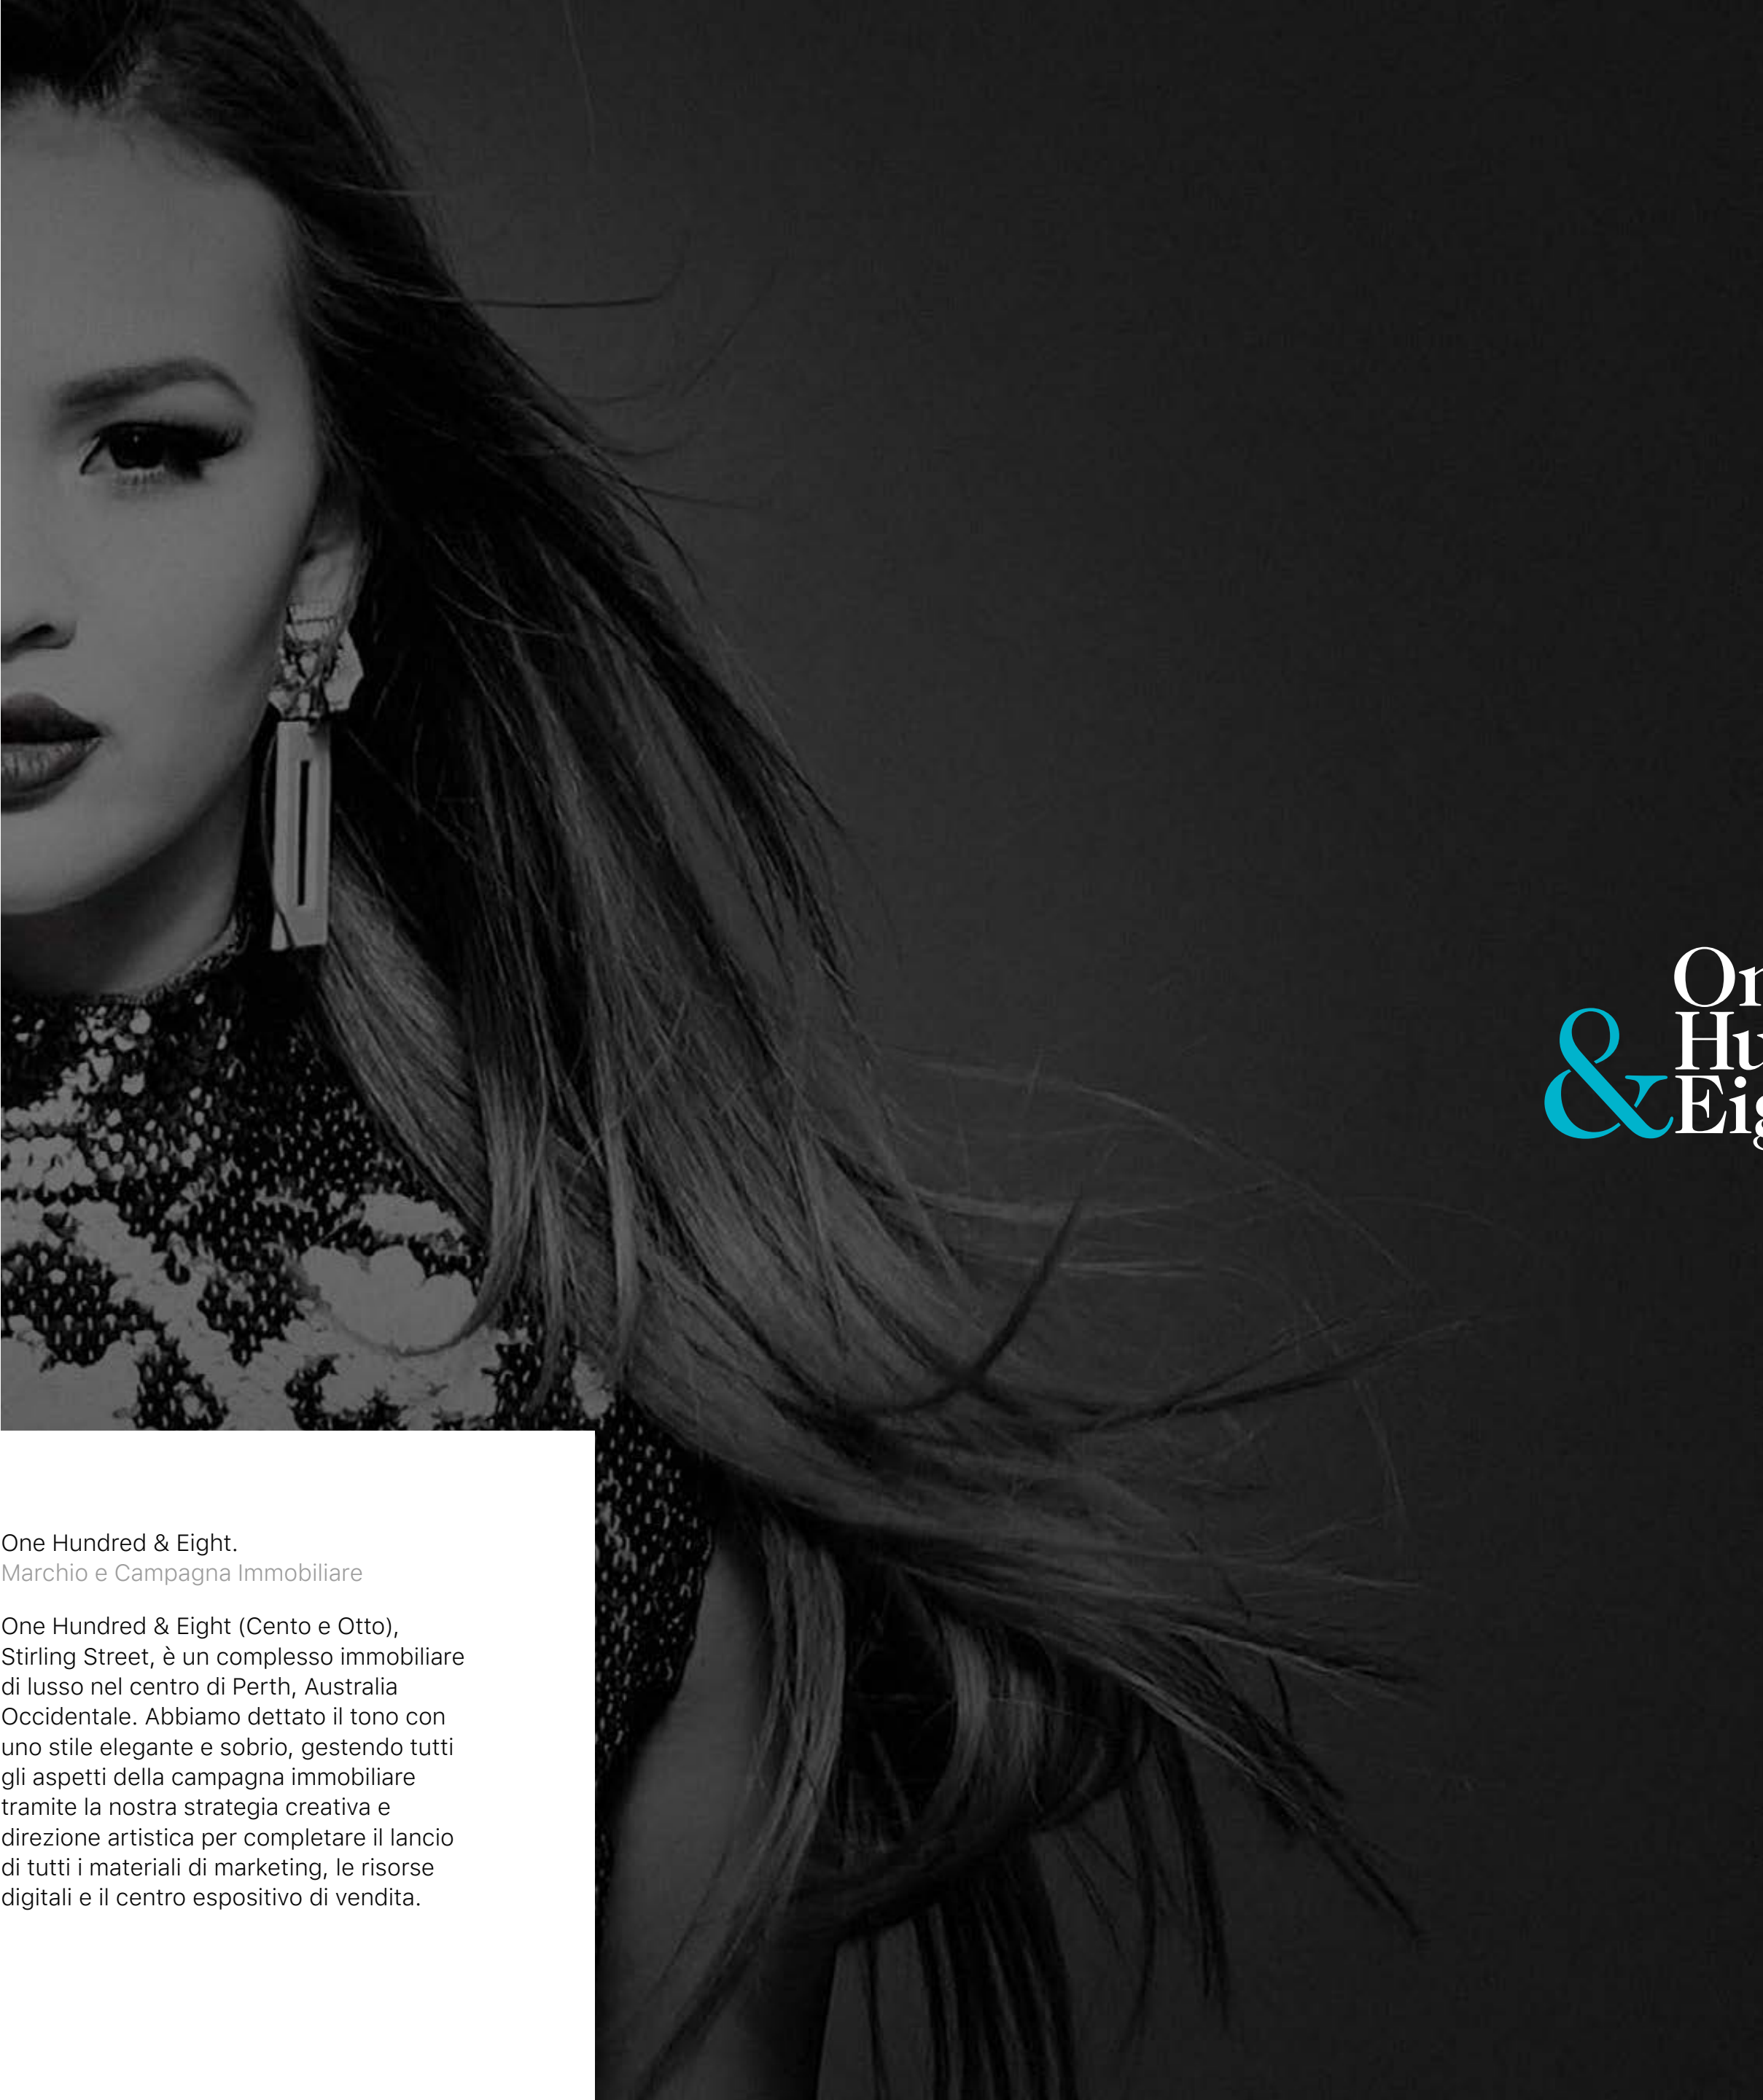 On
Hu
& Eig
One Hundred & Eight.
Marchio e Campagna Immobiliare
One Hundred & Eight (Cento e Otto),
Stirling Street, è un complesso immobiliare
di lusso nel centro di Perth, Australia
Occidentale. Abbiamo dettato il tono con
uno stile elegante e sobrio, gestendo tutti
gli aspetti della campagna immobiliare
tramite la nostra strategia creativa e
direzione artistica per completare il lancio
di tutti i materiali di marketing, le risorse
digitali e il centro espositivo di vendita.